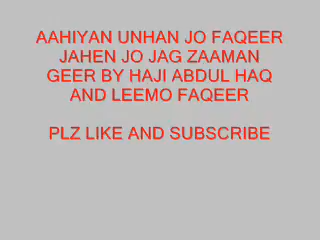 AAHIYAN UNHAN JO FAQEER
JAHEN JO JAG ZAAMAN
GEER BY HAJI ABDUL HAQ
AND LEEMO FAQEER
PLZ LIKE AND SUBSCRIBE